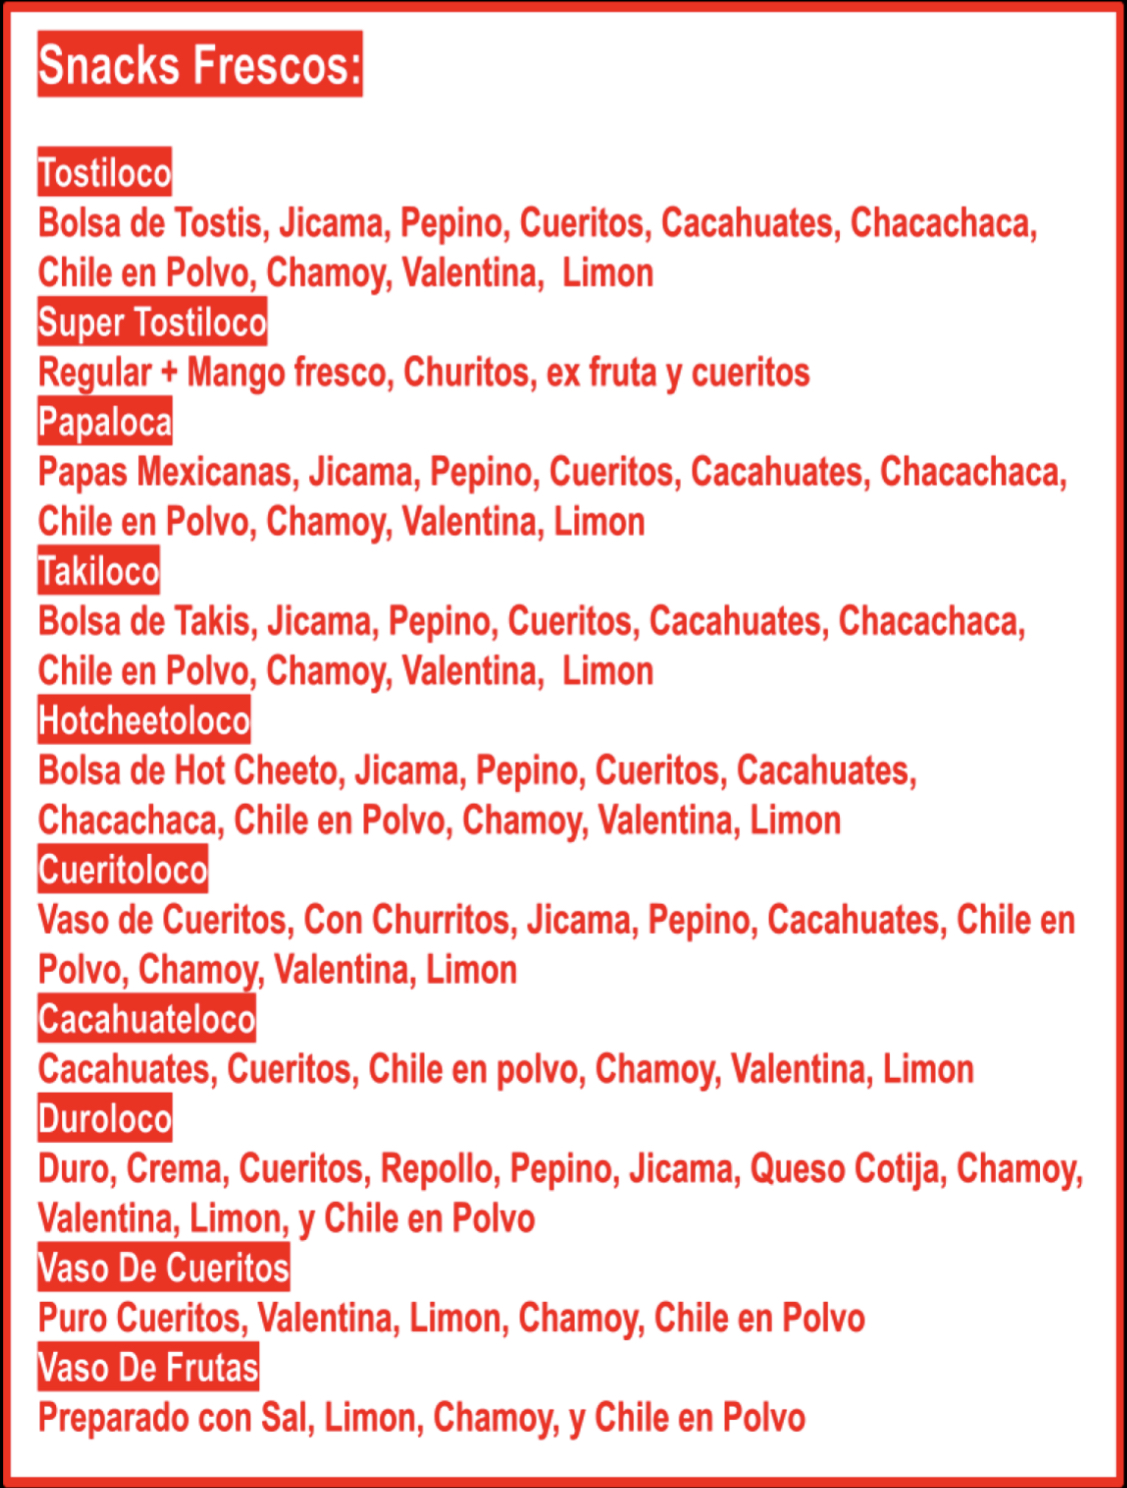 Snacks Frescos:
Tostiloco
Bolsa de Tostis, Jicama, Pepino, Cueritos, Cacahuates, Chacachaca,
Chile en Polvo, Chamoy, Valentina,  Limon
Super Tostiloco
Regular + Mango fresco, Churitos, ex fruta y cueritos
Papaloca
Papas Mexicanas, Jicama, Pepino, Cueritos, Cacahuates, Chacachaca,
Chile en Polvo, Chamoy, Valentina, Limon
Takiloco
Bolsa de Takis, Jicama, Pepino, Cueritos, Cacahuates, Chacachaca,
Chile en Polvo, Chamoy, Valentina,  Limon
Hotcheetoloco
Bolsa de Hot Cheeto, Jicama, Pepino, Cueritos, Cacahuates,
Chacachaca, Chile en Polvo, Chamoy, Valentina, Limon
Cueritoloco
Vaso de Cueritos, Con Churritos, Jicama, Pepino, Cacahuates, Chile en
Polvo, Chamoy, Valentina, Limon
Cacahuateloco
Cacahuates, Cueritos, Chile en polvo, Chamoy, Valentina, Limon
Duroloco
Duro, Crema, Cueritos, Repollo, Pepino, Jicama, Queso Cotija, Chamoy,
Valentina, Limon, y Chile en Polvo
Vaso De Cueritos
Puro Cueritos, Valentina, Limon, Chamoy, Chile en Polvo
Vaso De Frutas
Preparado con Sal, Limon, Chamoy, y Chile en Polvo